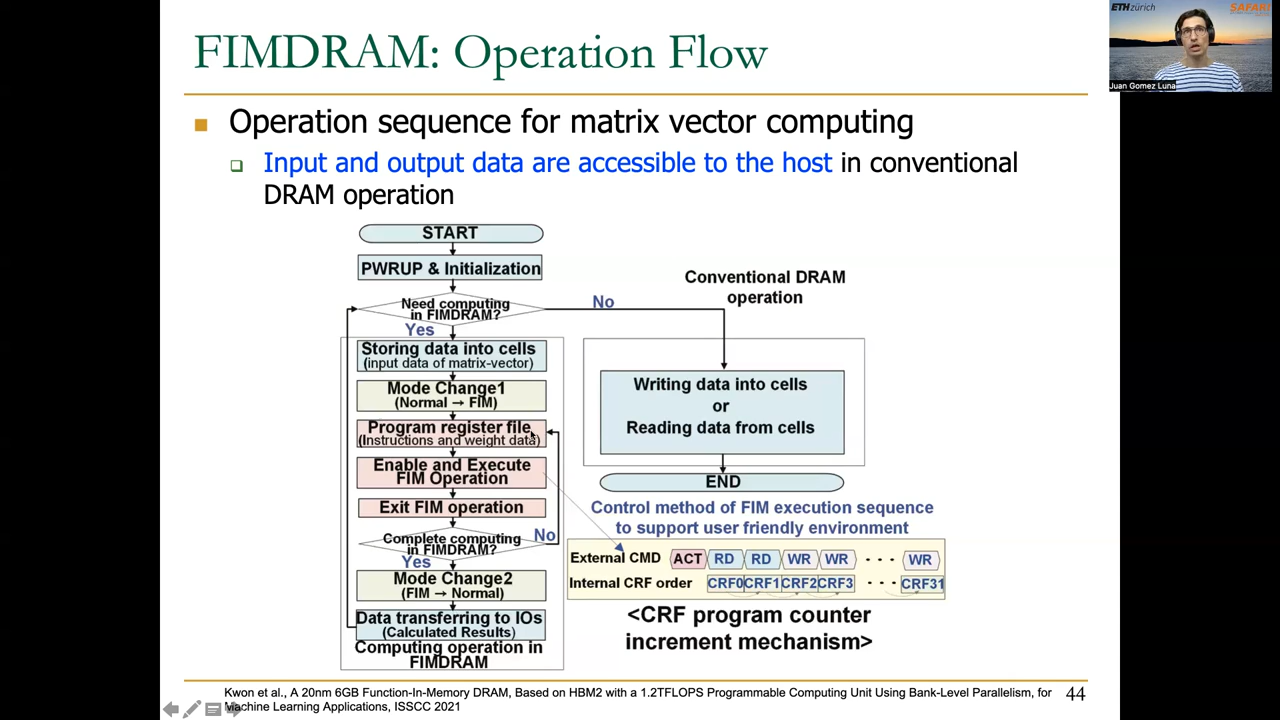 FIMDRAM: Operation Flow
ETH zürich
SAFARI
Juan Gomez Luna
Operation sequence for matrix vector computing
Input and output data are accessible to the host in conventional
DRAM operation
START
PWRUP & Initialization
Need computing
in FIMDRAM?
No
Yes
Storing data into cells
(input data of matrix-vector)
Mode Change1
(Normal → FIM)
Program register file
(Instructions and weight data)
Enable and Execute
FIM Operation
Exit FIM operation
Complete computing
in FIMDRAM?
No
Yes
Mode Change2
(FIM → Normal)
Data transferring to IOs
(Calculated Results)
Computing operation in
FIMDRAM
Conventional DRAM
operation
Writing data into cells
or
Reading data from cells
END
Control method of FIM execution sequence
to support user friendly environment
External CMD ACT RD RD WR WR · · · WR
Internal CRF order CRF0 CRF1 CRF2 CRF3 · · · CRF31
<CRF program counter
increment mechanism>
Kwon et al., A 20nm 6GB Function-In-Memory DRAM, Based on HBM2 with a 1.2TFLOPS Programmable Computing Unit Using Bank-Level Parallelism, for
Machine Learning Applications, ISSCC 2021
44